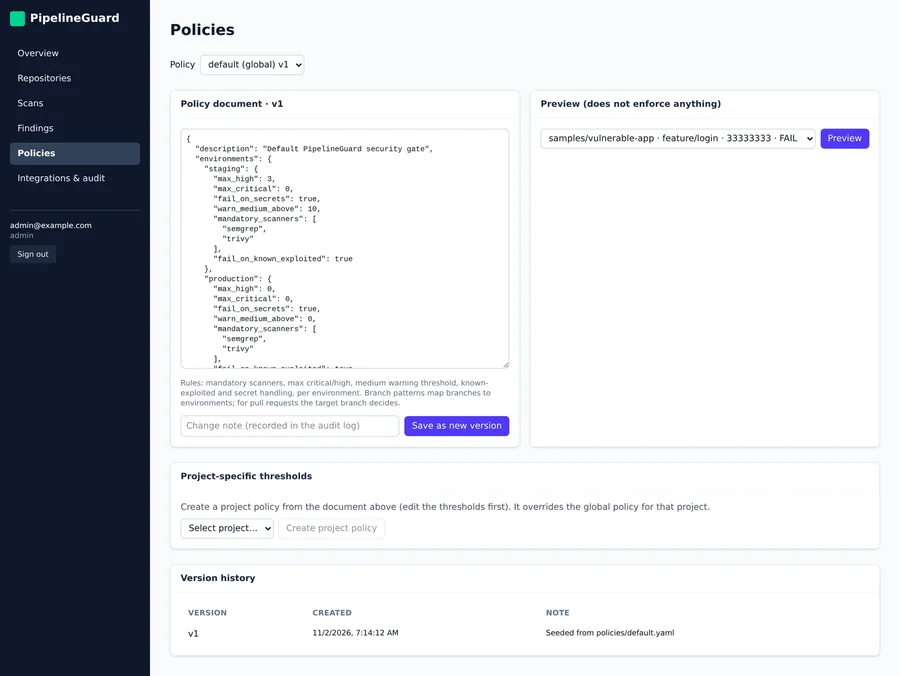 PipelineGuard
Overview
Repositories
Scans
Findings
Policies
Integrations & audit
admin@example.com
admin
Sign out
Policies
Policy default (global) v1
Policy document · v1
{
  "description": "Default PipelineGuard security gate",
  "environments": {
    "staging": {
      "max_high": 3,
      "max_critical": 0,
      "fail_on_secrets": true,
      "warn_medium_above": 10,
      "mandatory_scanners": [
        "semgrep",
        "trivy"
      ],
      "fail_on_known_exploited": true
    },
    "production": {
      "max_high": 0,
      "max_critical": 0,
      "fail_on_secrets": true,
      "warn_medium_above": 0,
      "mandatory_scanners": [
        "semgrep",
        "trivy"
      ],
      "fail_on_known_exploited": true
Rules: mandatory scanners, max critical/high, medium warning threshold, known-
exploited and secret handling, per environment. Branch patterns map branches to
environments; for pull requests the target branch decides.
Change note (recorded in the audit log)
Save as new version
Preview (does not enforce anything)
samples/vulnerable-app · feature/login · 33333333 · FAIL
Preview
Project-specific thresholds
Create a project policy from the document above (edit the thresholds first). It overrides the global policy for that project.
Select project...
Create project policy
Version history
VERSION CREATED NOTE
v1 11/2/2026, 7:14:12 AM Seeded from policies/default.yaml